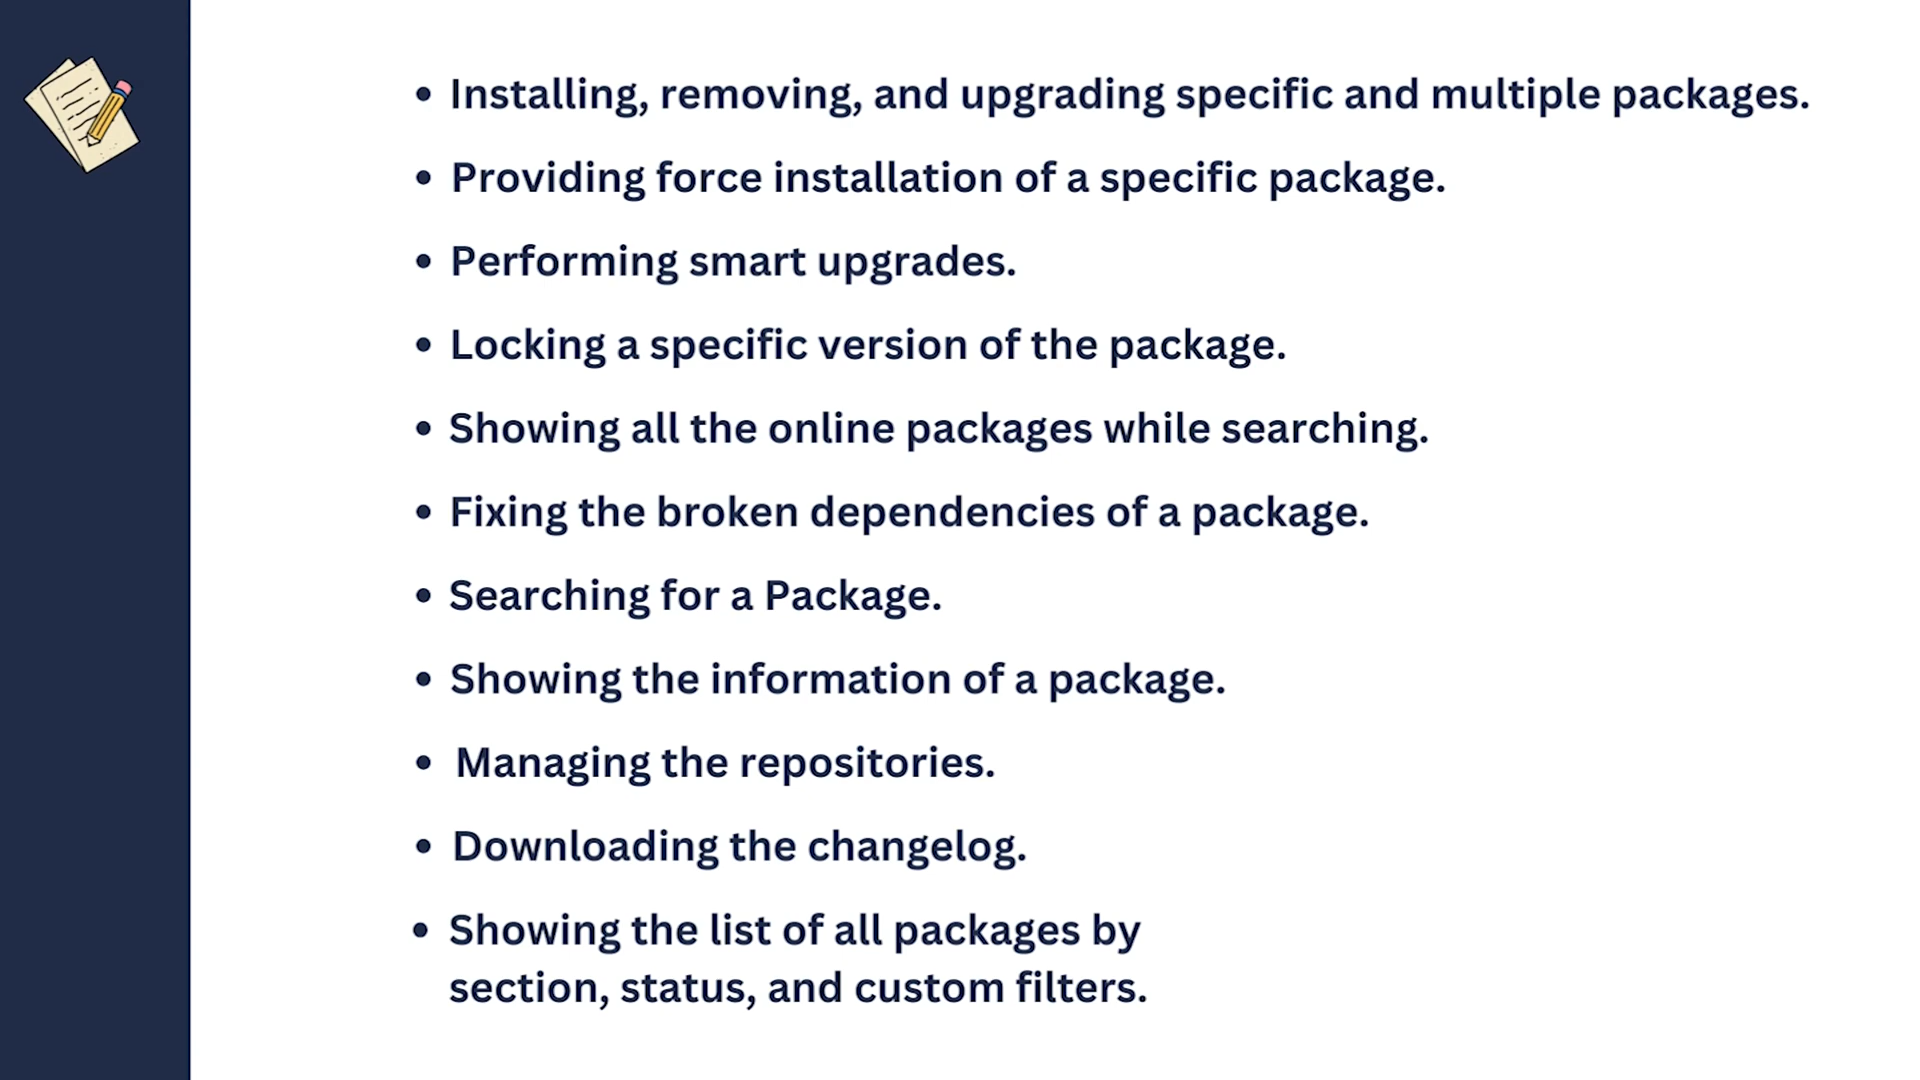 • Installing, removing, and upgrading specific and multiple packages.
• Providing force installation of a specific package.
• Performing smart upgrades.
• Locking a specific version of the package.
• Showing all the online packages while searching.
• Fixing the broken dependencies of a package.
• Searching for a Package.
• Showing the information of a package.
• Managing the repositories.
• Downloading the changelog.
• Showing the list of all packages by
section, status, and custom filters.